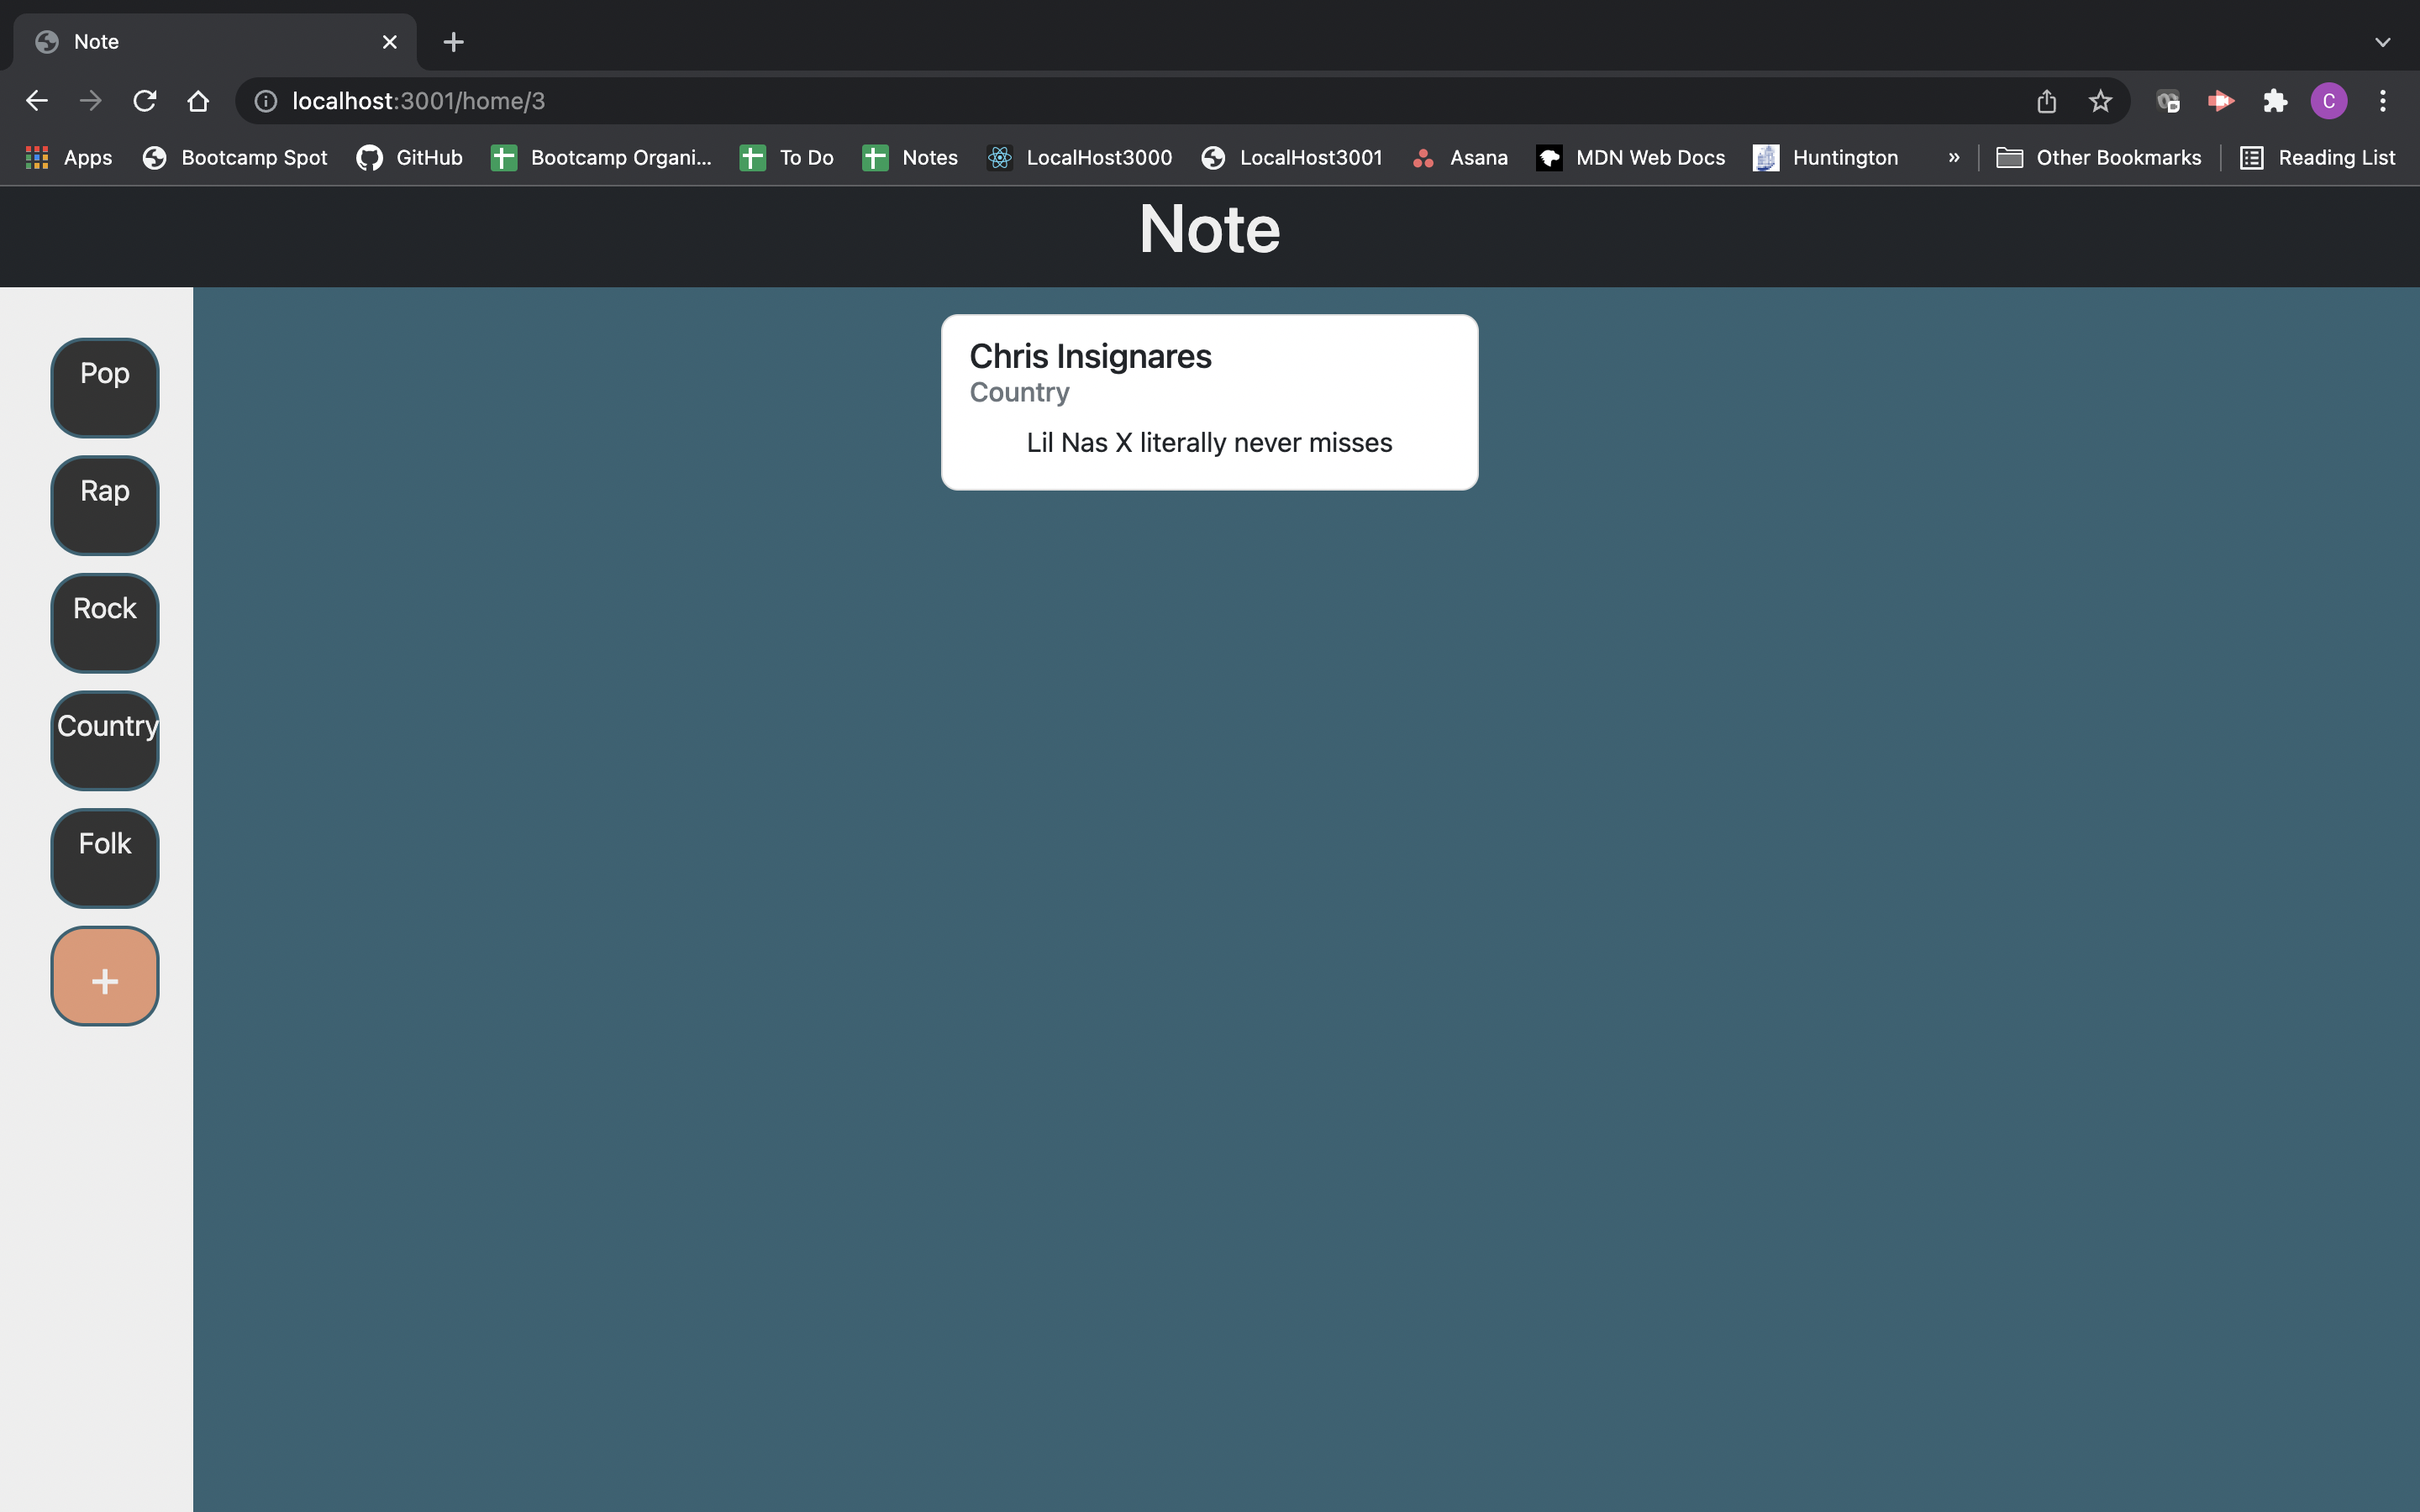 Note
localhost:3001/home/3
C
Apps Bootcamp Spot GitHub Bootcamp Organi... To Do Notes LocalHost3000 LocalHost3001 Asana MDN Web Docs Huntington » Other Bookmarks Reading List
Note
Pop
Rap
Rock
Country
Folk
+
Chris Insignares
Country
Lil Nas X literally never misses